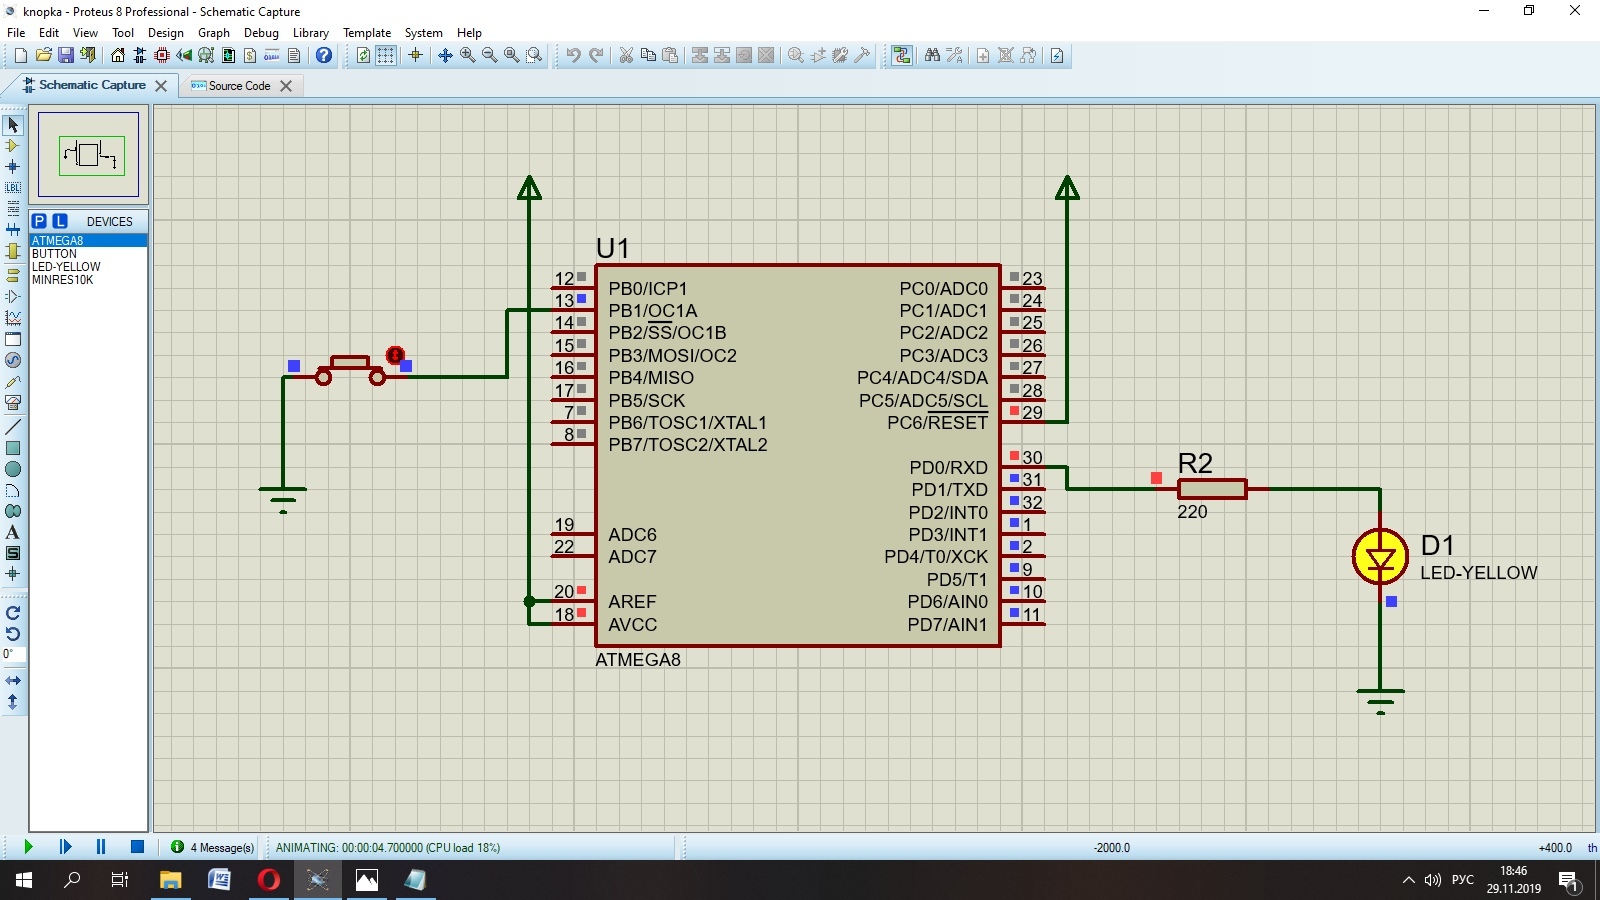 knopka - Proteus 8 Professional - Schematic Capture
File Edit View Tool Design Graph Debug Library Template System Help
Schematic Capture
Source Code
P L DEVICES
ATMEGA8
BUTTON
LED-YELLOW
MINRES10K
LBL
A
S
0°
U1
12 PB0/ICP1
13 PB1/OC1A
14 PB2/SS/OC1B
15 PB3/MOSI/OC2
16 PB4/MISO
17 PB5/SCK
7 PB6/TOSC1/XTAL1
8 PB7/TOSC2/XTAL2
19 ADC6
22 ADC7
20 AREF
18 AVCC
PC0/ADC0 23
PC1/ADC1 24
PC2/ADC2 25
PC3/ADC3 26
PC4/ADC4/SDA 27
PC5/ADC5/SCL 28
PC6/RESET 29
PD0/RXD 30
PD1/TXD 31
PD2/INT0 32
PD3/INT1 1
PD4/T0/XCK 2
PD5/T1 9
PD6/AIN0 10
PD7/AIN1 11
ATMEGA8
R2
220
D1
LED-YELLOW
4 Message(s) ANIMATING: 00:00:04.700000 (CPU load 18%) -2000.0 +400.0 th
РУС
18:46
29.11.2019
1